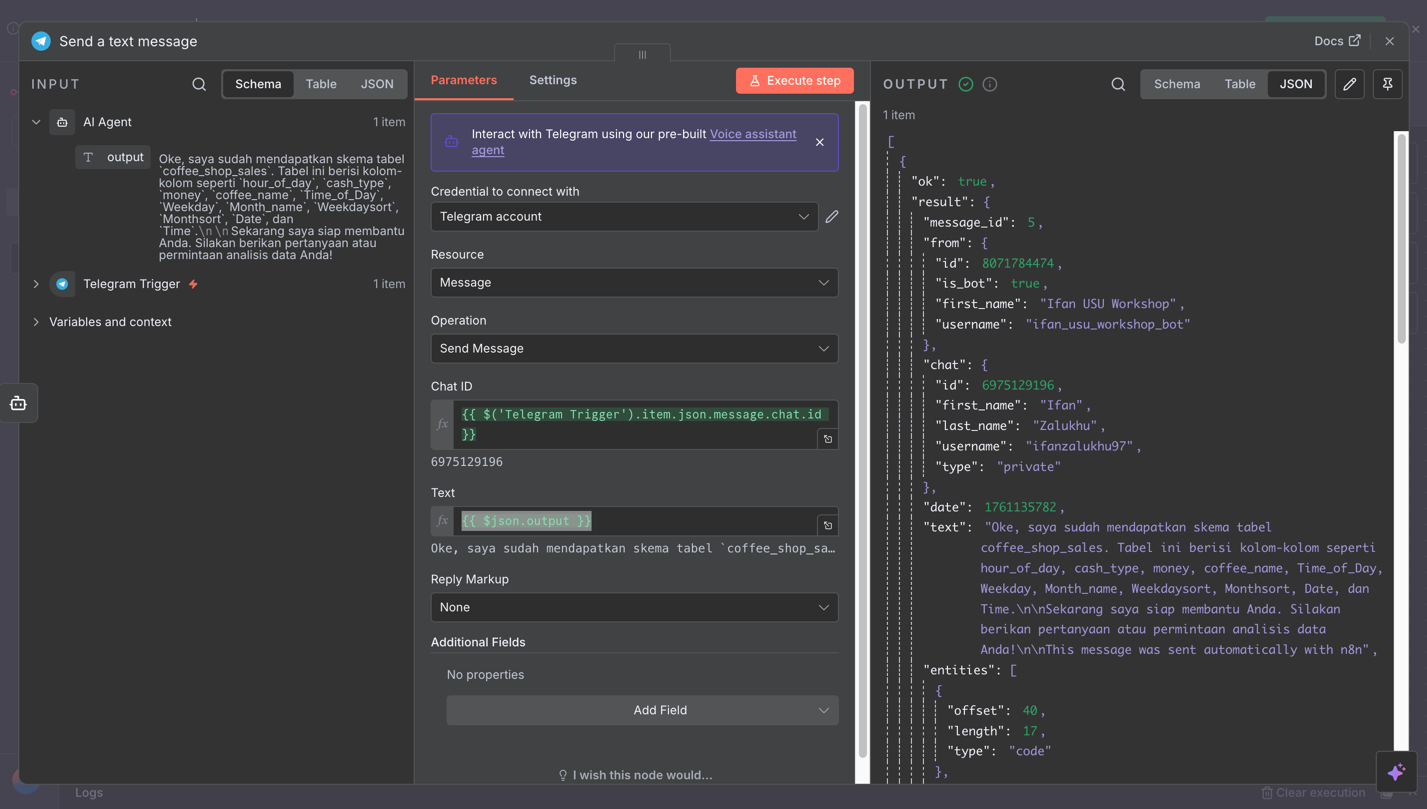 Send a text message
Docs
INPUT
Schema
Table
JSON
AI Agent
1 item
output
Oke, saya sudah mendapatkan skema tabel
`coffee_shop_sales`. Tabel ini berisi kolom-
kolom seperti `hour_of_day`, `cash_type`,
`money`, `coffee_name`, `Time_of_Day`,
`Weekday`, `Month_name`, `Weekdaysort`,
`Monthsort`, `Date`, dan
`Time`.\n \n Sekarang saya siap membantu
Anda. Silakan berikan pertanyaan atau
permintaan analisis data Anda!
Telegram Trigger
1 item
Variables and context
Parameters
Settings
Execute step
Interact with Telegram using our pre-built Voice assistant
agent
Credential to connect with
Telegram account
Resource
Message
Operation
Send Message
Chat ID
fx
{{ $('Telegram Trigger').item.json.message.chat.id
}}
6975129196
Text
fx
{{ $json.output }}
Oke, saya sudah mendapatkan skema tabel `coffee_shop_sa…
Reply Markup
None
Additional Fields
No properties
Add Field
I wish this node would...
OUTPUT
Schema
Table
JSON
1 item
[
{
"ok": true,
"result": {
"message_id": 5,
"from": {
"id": 8071784474,
"is_bot": true,
"first_name": "Ifan USU Workshop",
"username": "ifan_usu_workshop_bot"
},
"chat": {
"id": 6975129196,
"first_name": "Ifan",
"last_name": "Zalukhu",
"username": "ifanzalukhu97",
"type": "private"
},
"date": 1761135782,
"text": "Oke, saya sudah mendapatkan skema tabel
coffee_shop_sales. Tabel ini berisi kolom-kolom seperti
hour_of_day, cash_type, money, coffee_name, Time_of_Day,
Weekday, Month_name, Weekdaysort, Monthsort, Date, dan
Time.\n\nSekarang saya siap membantu Anda. Silakan
berikan pertanyaan atau permintaan analisis data
Anda!\n\nThis message was sent automatically with n8n",
"entities": [
{
"offset": 40,
"length": 17,
"type": "code"
},
Logs
Clear execution